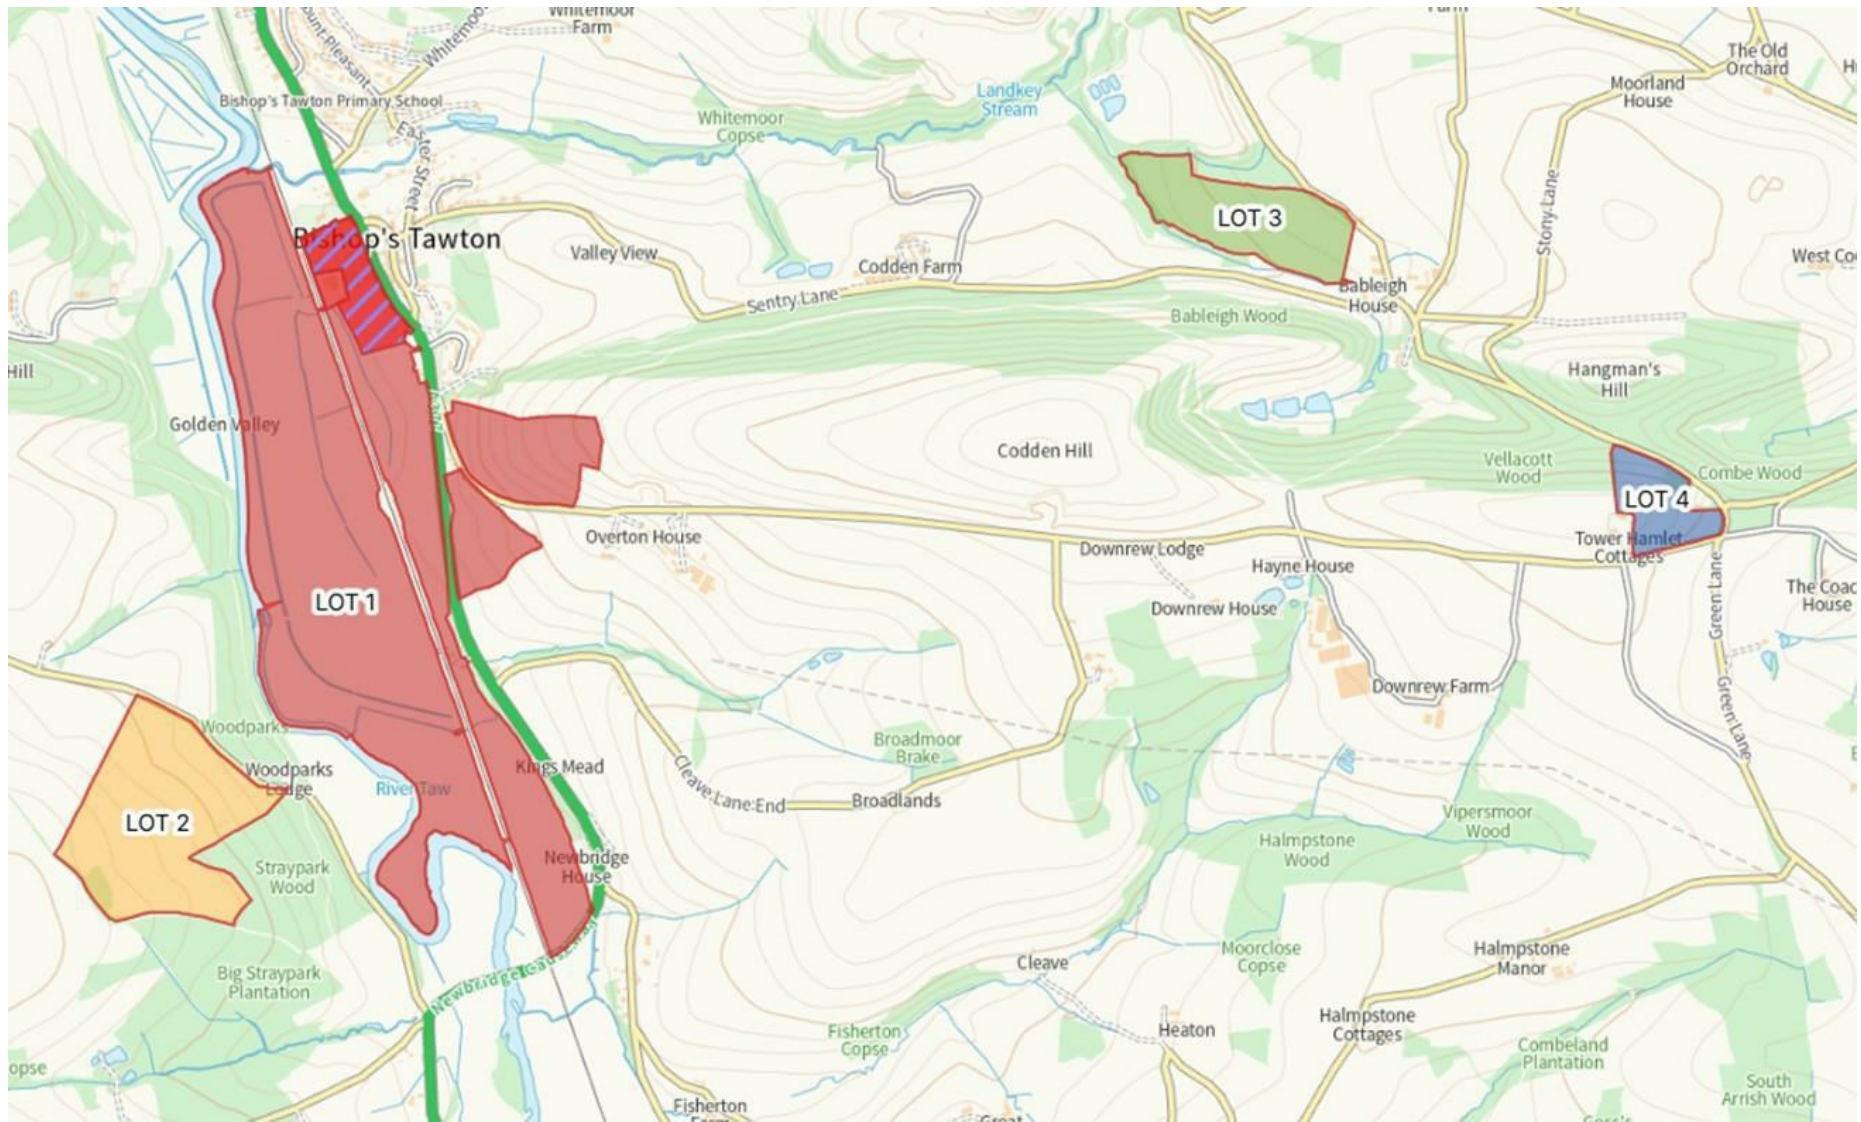 Whitemoor
Farm
Mount Pleasant
Whitemoor
The Old
Orchard
Moorland
House
Bishop's Tawton Primary School
Landkey
Stream
Whitemoor
Copse
Easter Street
Stony Lane
LOT 3
Bishop's Tawton
Valley View
Codden Farm
Sentry Lane
Bableigh
House
Bableigh Wood
Hill
Hangman's
Hill
Golden Valley
Codden Hill
Vellacott
Wood
Combe Wood
LOT 4
Overton House
Downrew Lodge
Tower Hamlet
Cottages
Hayne House
Downrew House
Green Lane
LOT 1
House
Downrew Farm
Green Lane
Woodparks
Woodparks
Lodge
River Taw
Kings Mead
Broadmoor
Brake
Cleave Lane End
Broadlands
LOT 2
Vipersmoor
Wood
Halmpstone
Wood
Straypark
Wood
Newbridge
House
Big Straypark
Plantation
Newbridge
Cleave
Moorclose
Copse
Halmpstone
Manor
Fisherton
Copse
Heaton
Halmpstone
Cottages
Combeland
Plantation
South
Arrish Wood
Fisherton